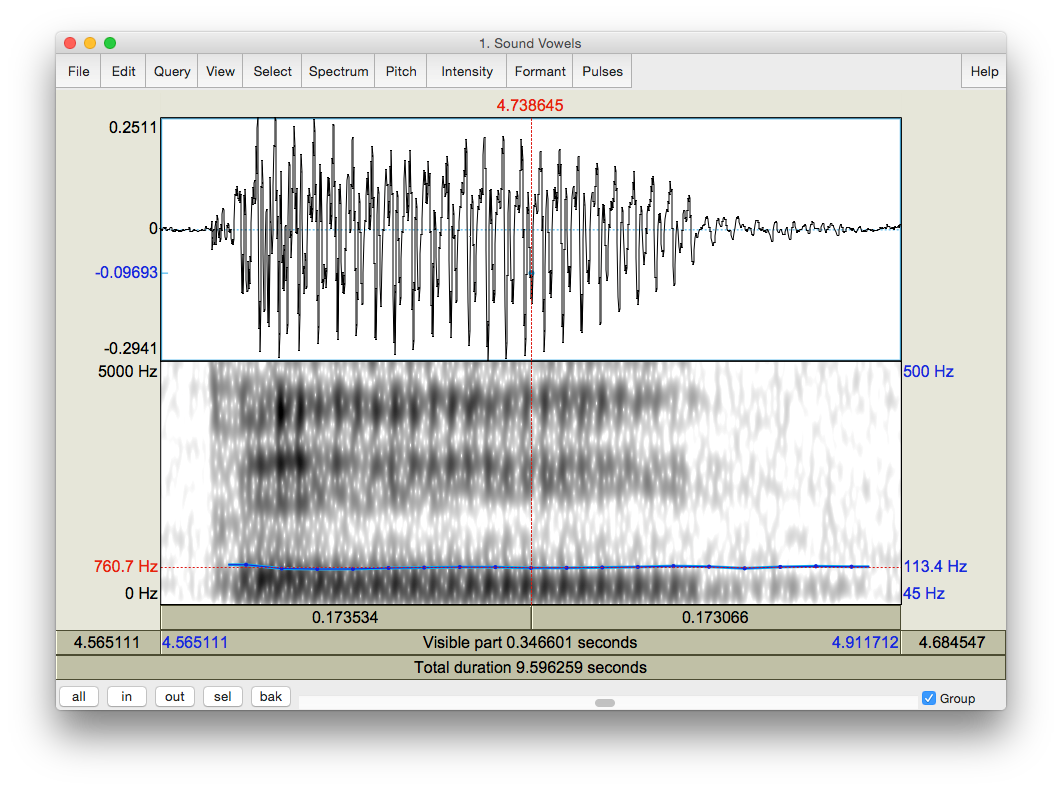 1. Sound Vowels
File Edit Query View Select Spectrum Pitch Intensity Formant Pulses Help
4.738645
0.2511
0
-0.09693
-0.2941
5000 Hz 500 Hz
760.7 Hz 113.4 Hz
0 Hz 45 Hz
0.173534 0.173066
4.565111 4.565111 Visible part 0.346601 seconds 4.911712 4.684547
Total duration 9.596259 seconds
all in out sel bak Group